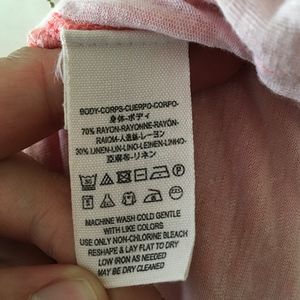 BODY-CORPS-CUERPO-CORPO-
身体-ボディ
70% RAYON-RAYONNE-RAYÓN-
RAION-人造絲-レーヨン
30% LINEN-LIN-LINO-LEINEN-LINHO-
亞麻布-リネン
MACHINE WASH COLD GENTLE
WITH LIKE COLORS
USE ONLY NON-CHLORINE BLEACH
RESHAPE & LAY FLAT TO DRY
LOW IRON AS NEEDED
MAY BE DRY CLEANED